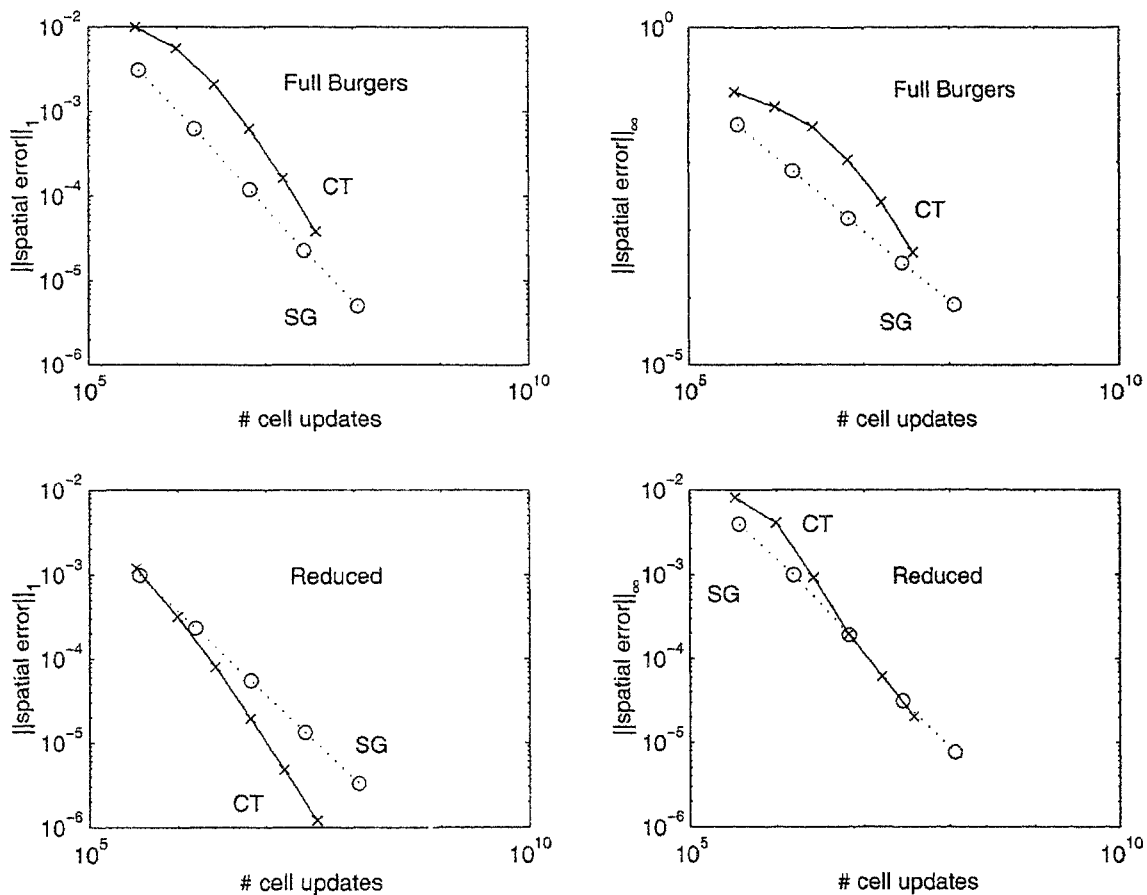 10^-2
10^-3
10^-4
10^-5
10^-6
||spatial error||_1
Full Burgers
CT
SG
10^5
10^10
# cell updates
10^0
10^-5
||spatial error||_∞
Full Burgers
CT
SG
10^5
10^10
# cell updates
10^-2
10^-3
10^-4
10^-5
10^-6
||spatial error||_1
Reduced
SG
CT
10^5
10^10
# cell updates
10^-2
10^-3
10^-4
10^-5
10^-6
||spatial error||_∞
CT
SG
Reduced
10^5
10^10
# cell updates